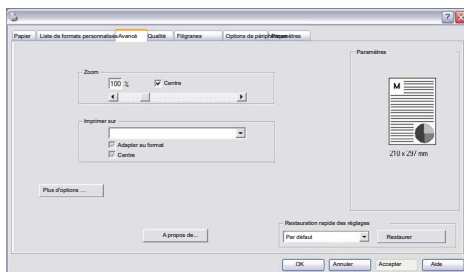 Papier Liste de formats personnalisés Avancé Qualité Filigranes Options de périphérique Paramètres
Paramètres
Zoom
100 % Centre
M
Imprimer sur
Adapter au format
Centre
210 x 297 mm
Plus d'options ...
Restauration rapide des réglages
A propos de... Par défaut Restaurer
OK Annuler Accepter Aide